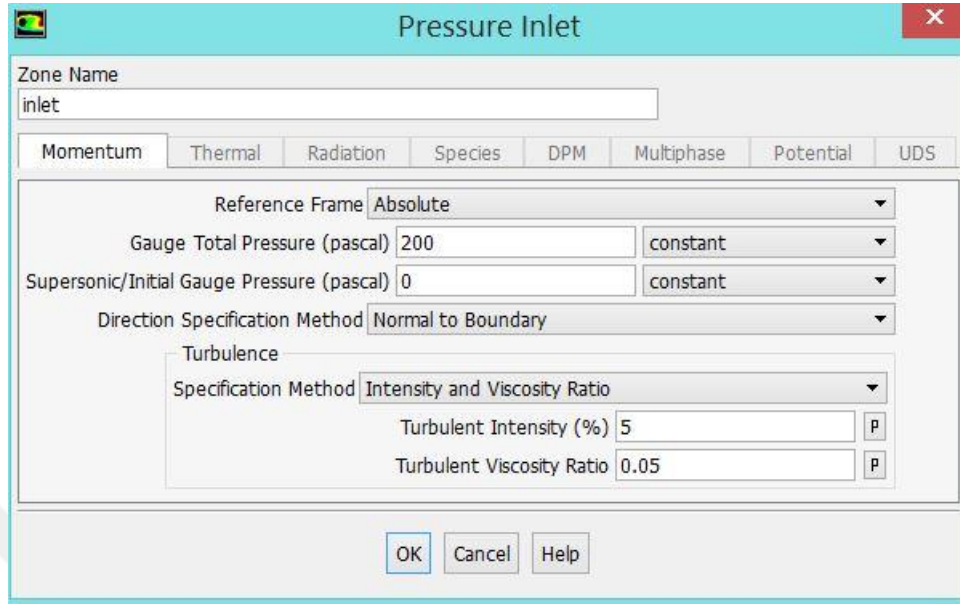 Pressure Inlet
Zone Name
inlet
Momentum Thermal Radiation Species DPM Multiphase Potential UDS
Reference Frame Absolute
Gauge Total Pressure (pascal) 200 constant
Supersonic/Initial Gauge Pressure (pascal) 0 constant
Direction Specification Method Normal to Boundary
Turbulence
Specification Method Intensity and Viscosity Ratio
Turbulent Intensity (%) 5 P
Turbulent Viscosity Ratio 0.05 P
OK Cancel Help